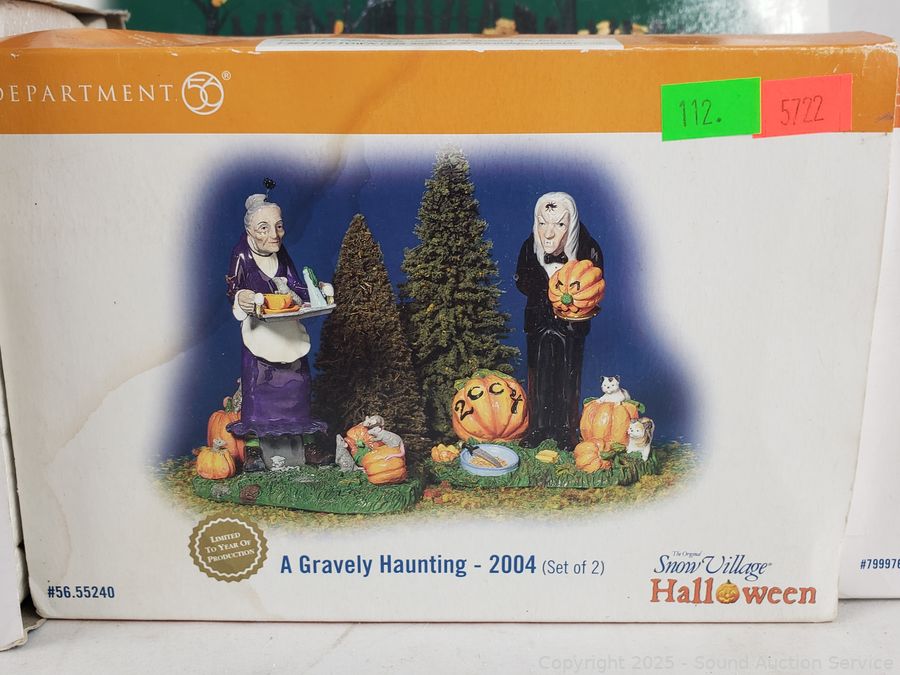 DEPARTMENT 56®
112.
5722
2004
LIMITED
TO YEAR OF
PRODUCTION
A Gravely Haunting - 2004 (Set of 2)
The Original
Snow Village®
Halloween
#56.55240
#79997
Copyright 2025 - Sound Auction Service